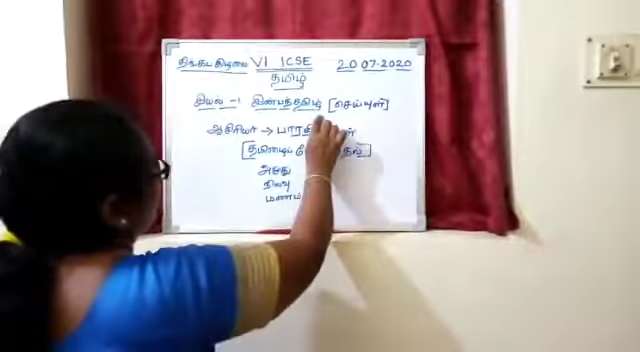 திங்கட்கிழமை VI ICSE 20.07.2020
தமிழ்
இயல் - 1 இன்பத்தமிழ் [செய்யுள்]
ஆசிரியர் →
அமுது
நிலவு
மணம்